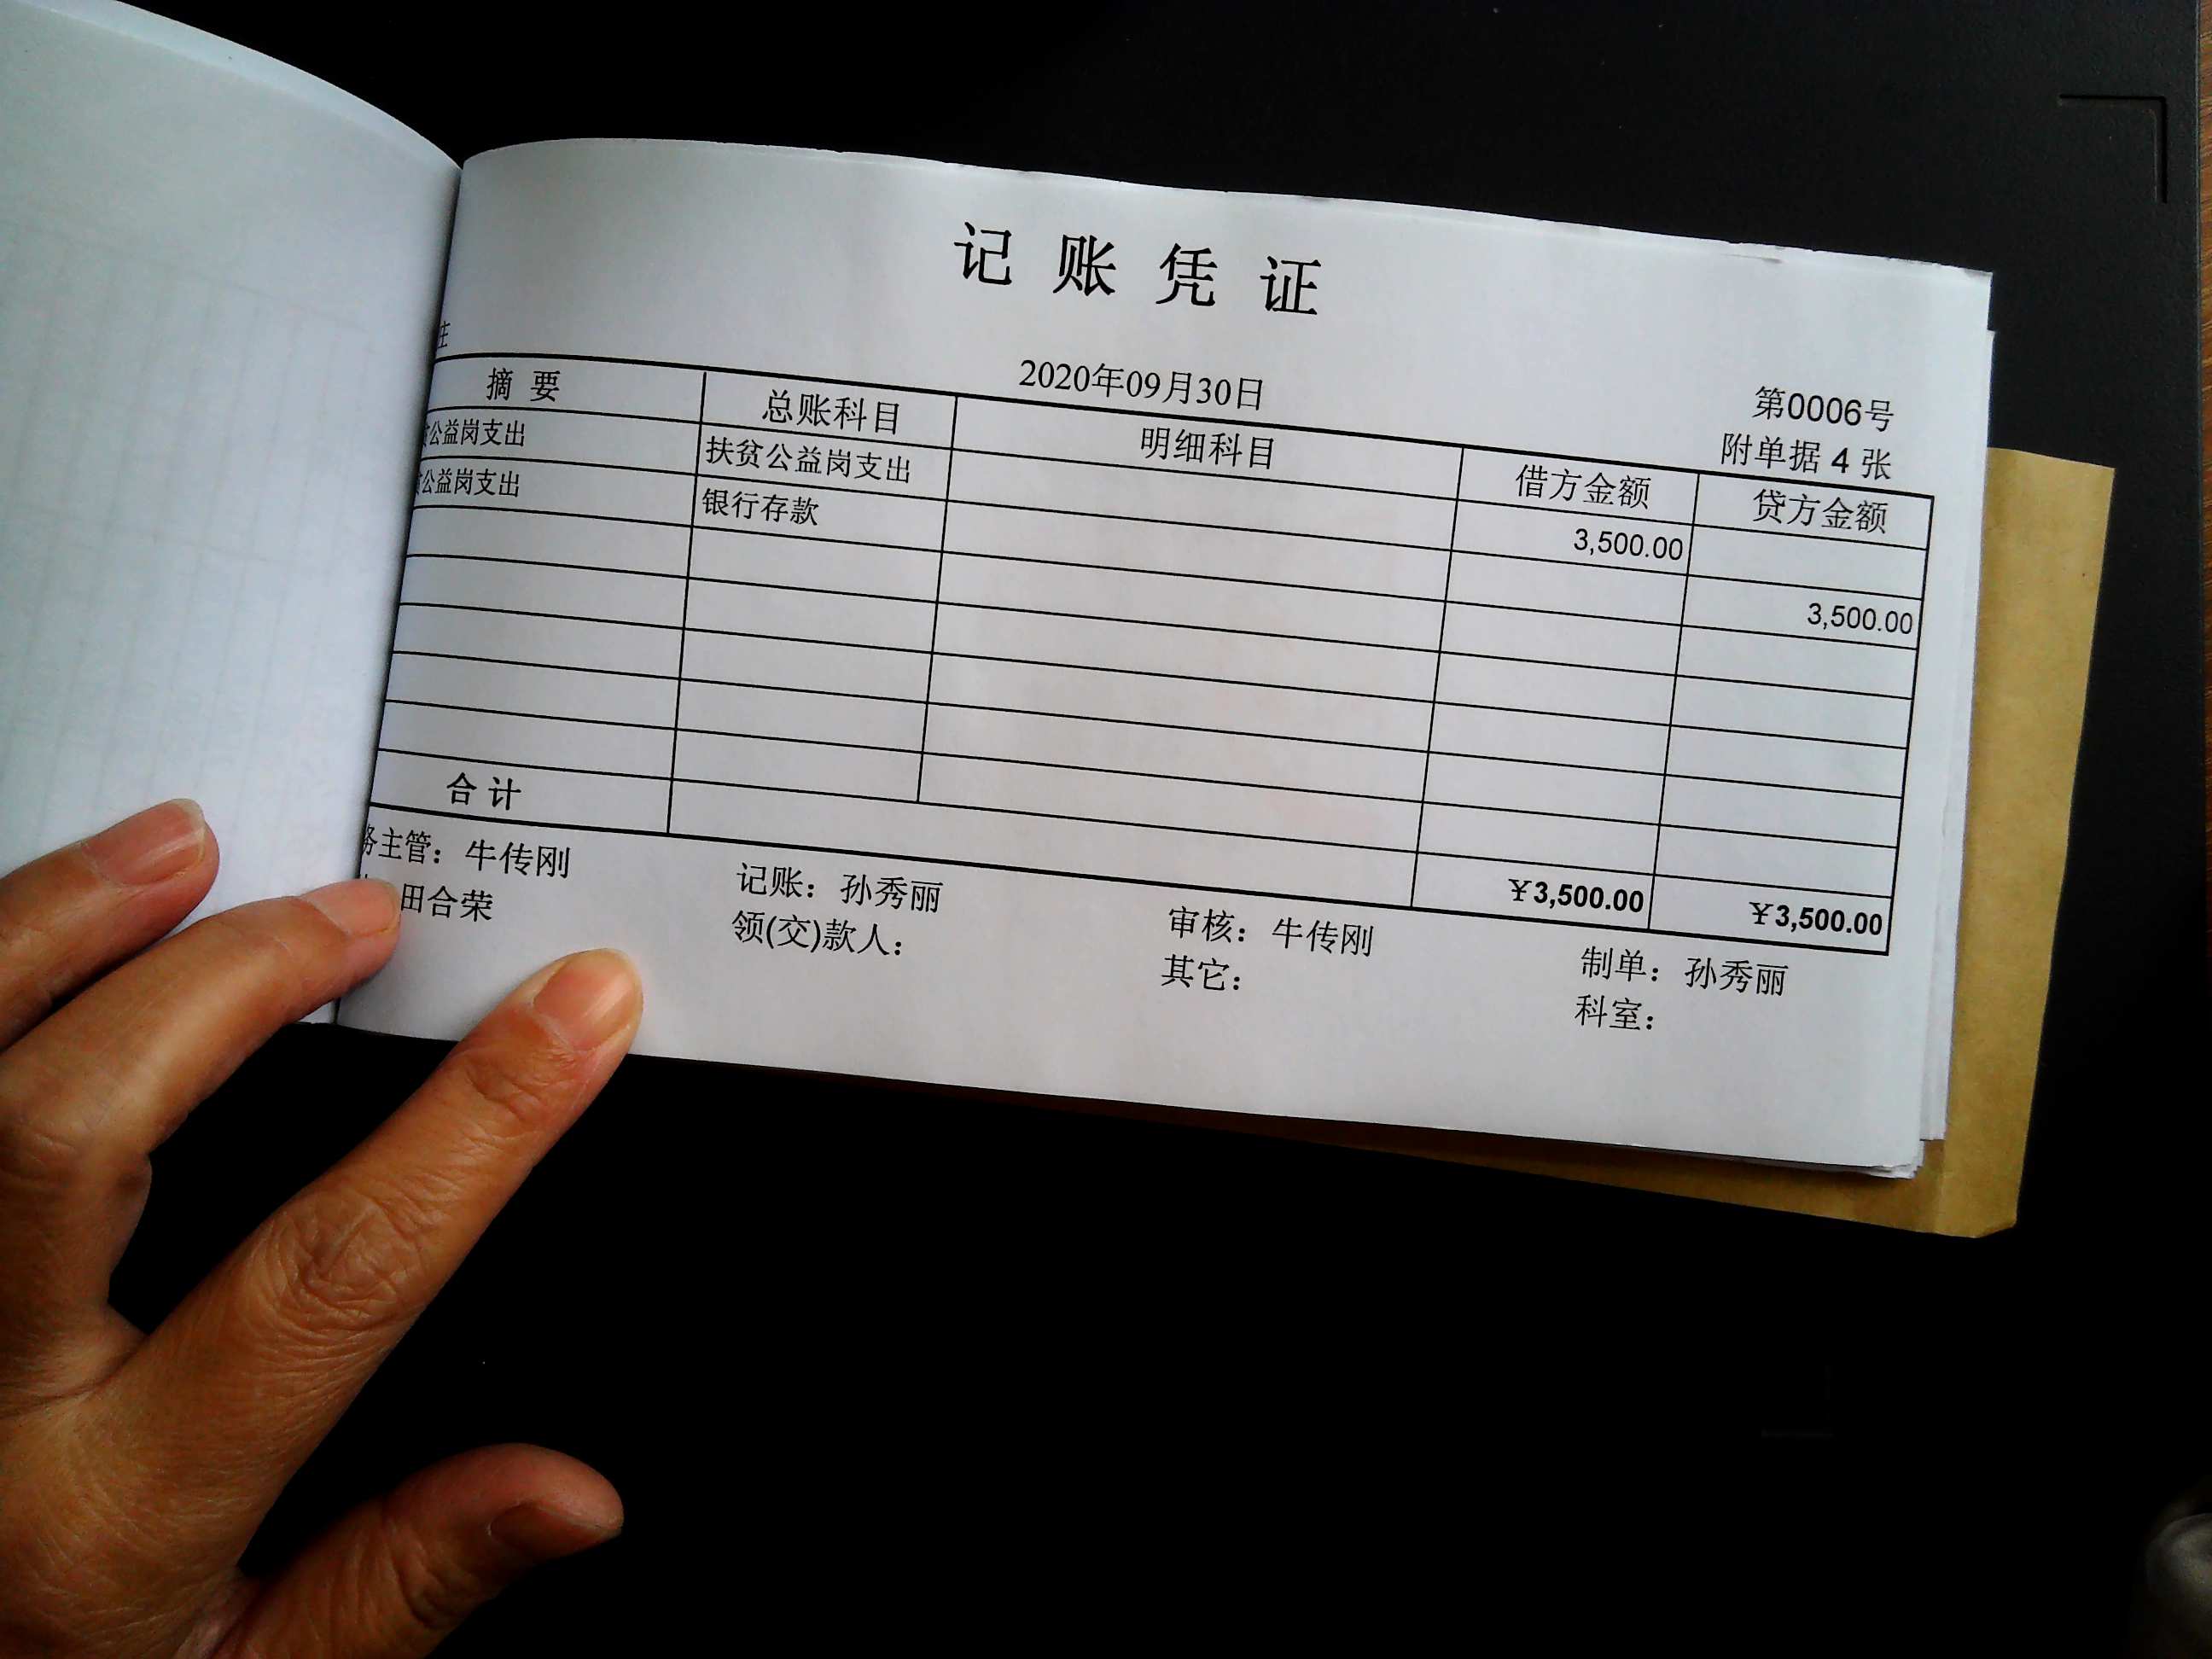 记账凭证
庄
2020年09月30日
第0006号
附单据 4 张
摘要 总账科目 明细科目 借方金额 贷方金额
公益岗支出 扶贫公益岗支出 3,500.00
公益岗支出 银行存款 3,500.00
合计 ¥3,500.00 ¥3,500.00
务主管：牛传刚 记账：孙秀丽 审核：牛传刚 制单：孙秀丽
田合荣 领(交)款人： 其它： 科室：